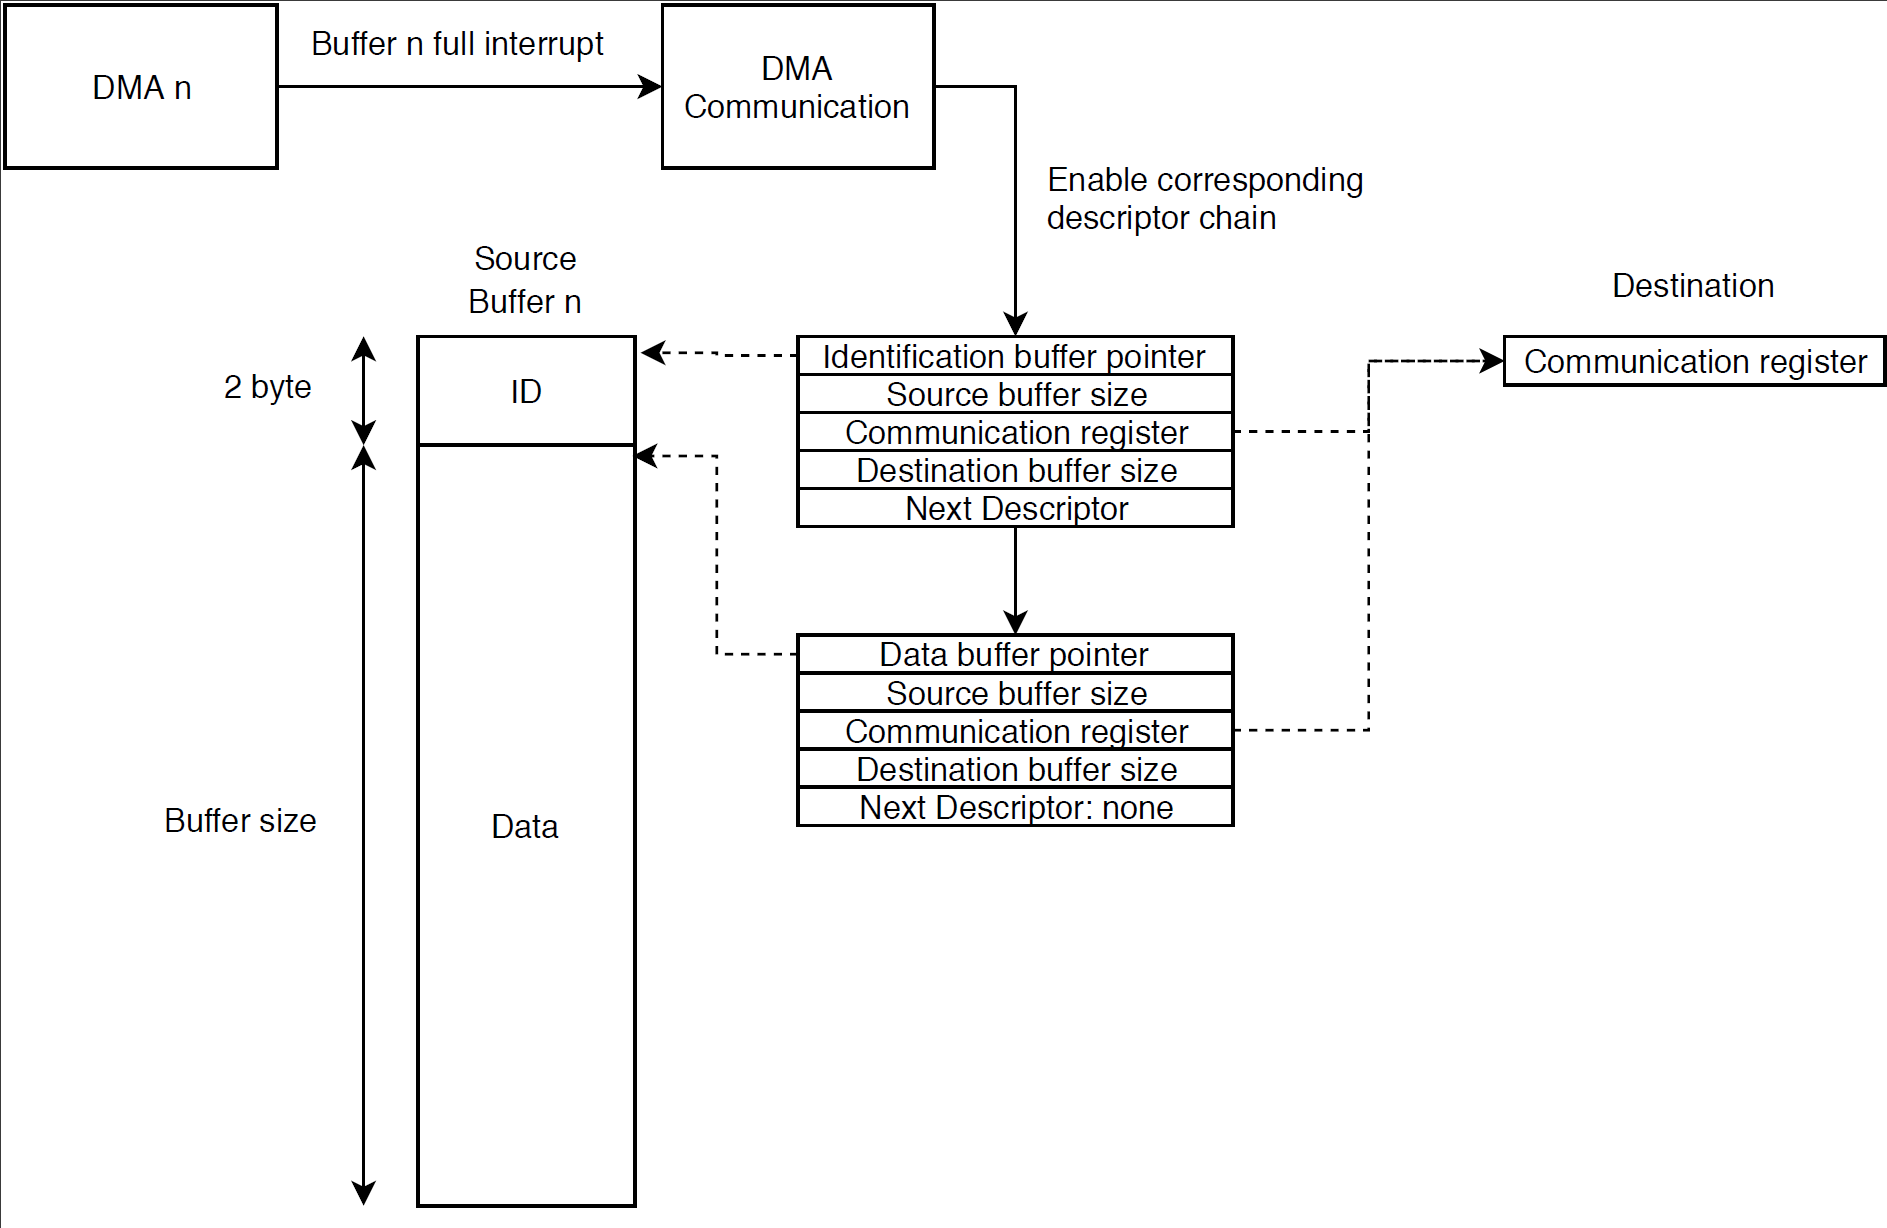 DMA n
Buffer n full interrupt
DMA
Communication
Enable corresponding
descriptor chain
Source
Buffer n
Destination
2 byte
ID
Identification buffer pointer
Source buffer size
Communication register
Destination buffer size
Next Descriptor
Communication register
Data buffer pointer
Source buffer size
Communication register
Destination buffer size
Next Descriptor: none
Buffer size
Data